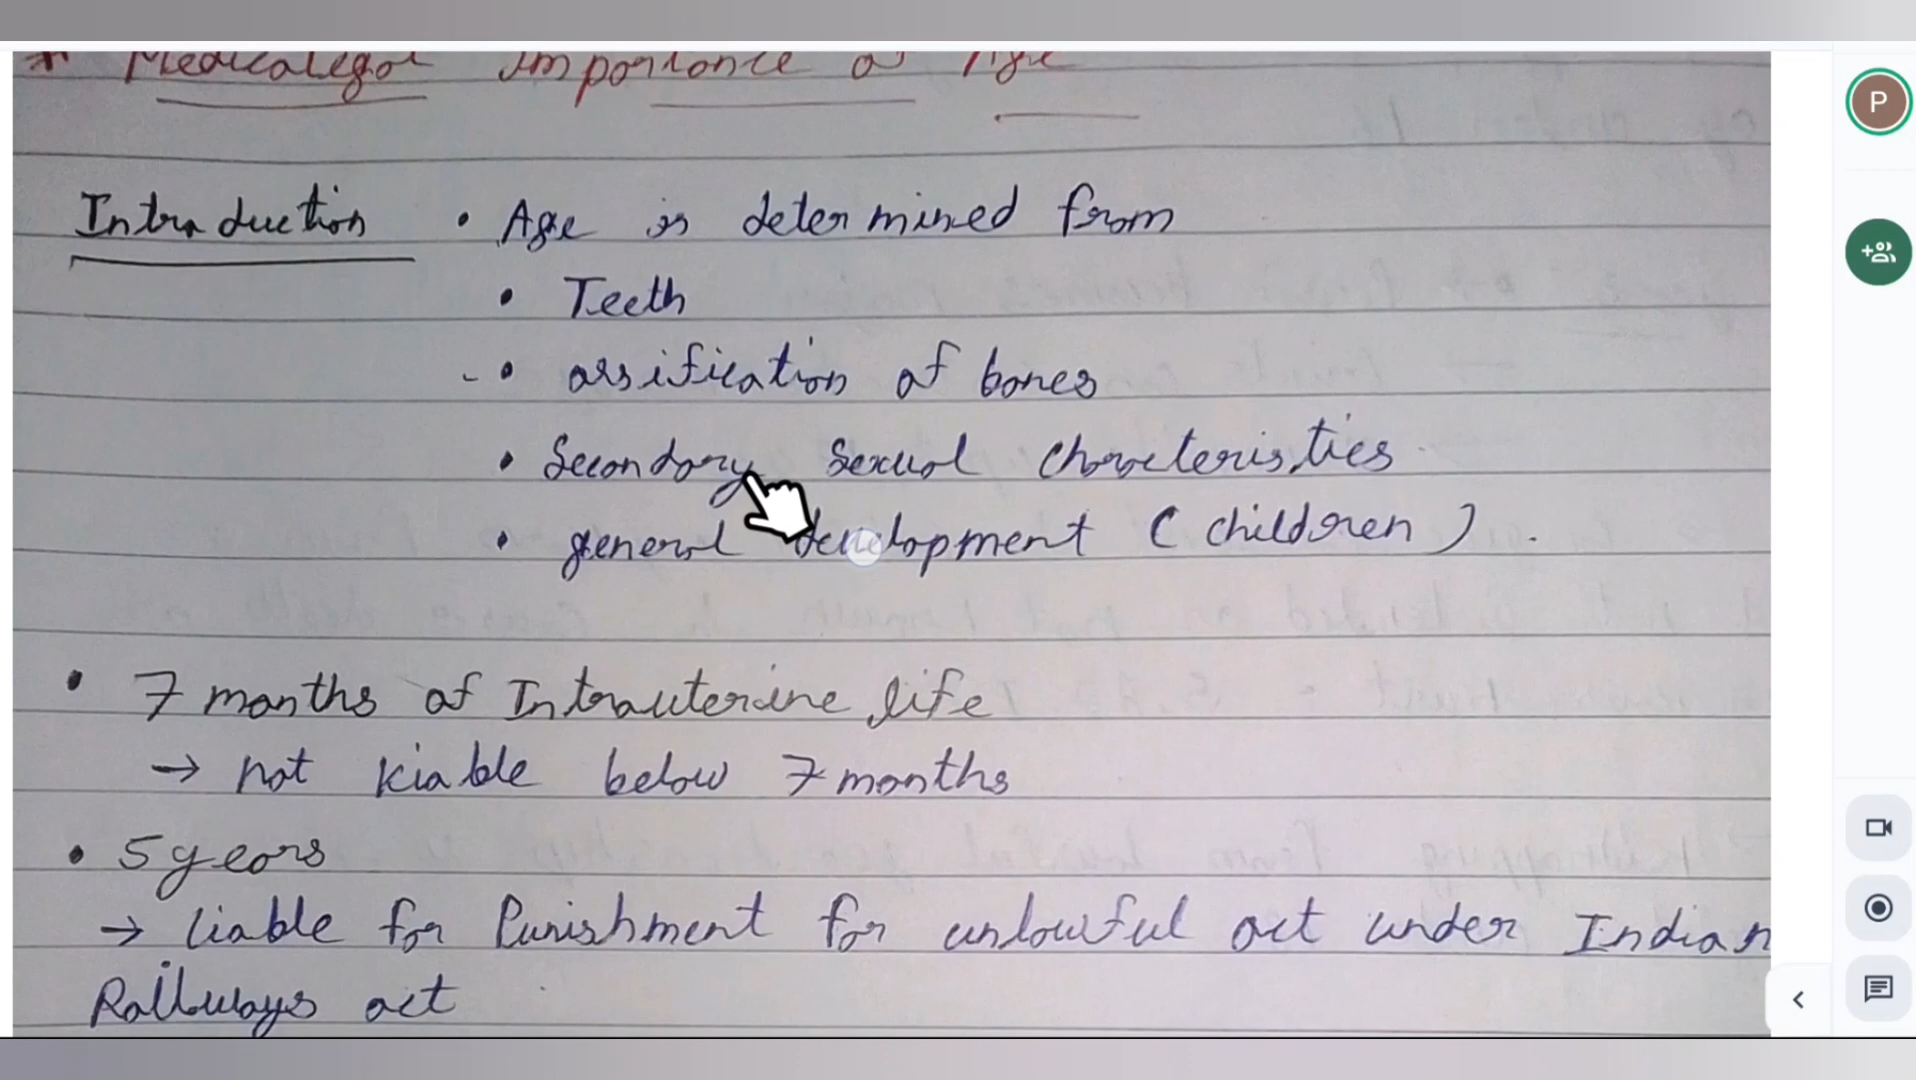 * Medicolegal importance of Age
Introduction • Age is determined from
• Teeth
• ossification of bones
• Secondary sexual characteristics
• general development (children).
• 7 months of Intrauterine life
→ not kiable below 7 months
• 5 years
→ liable for Punishment for unlowful act under Indian
Railways act
P